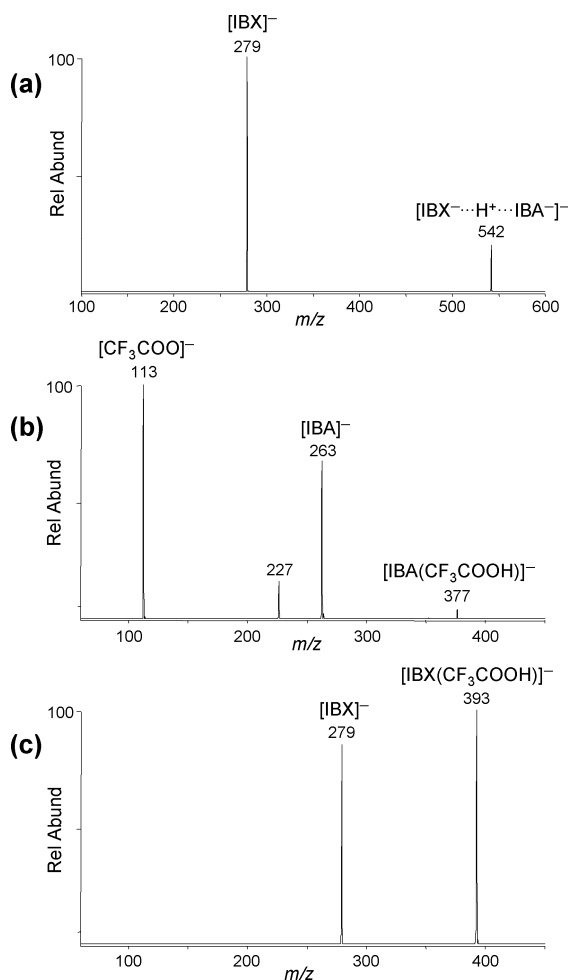 (a)
[IBX]⁻
279
100
Rel Abund
[IBX⁻···H⁺···IBA⁻]⁻
542
100 200 300 400 500 600
m/z
(b)
[CF₃COO]⁻
113
100
Rel Abund
[IBA]⁻
263
227
[IBA(CF₃COOH)]⁻
377
100 200 300 400
m/z
(c)
[IBX(CF₃COOH)]⁻
393
[IBX]⁻
279
100
Rel Abund
100 200 300 400
m/z